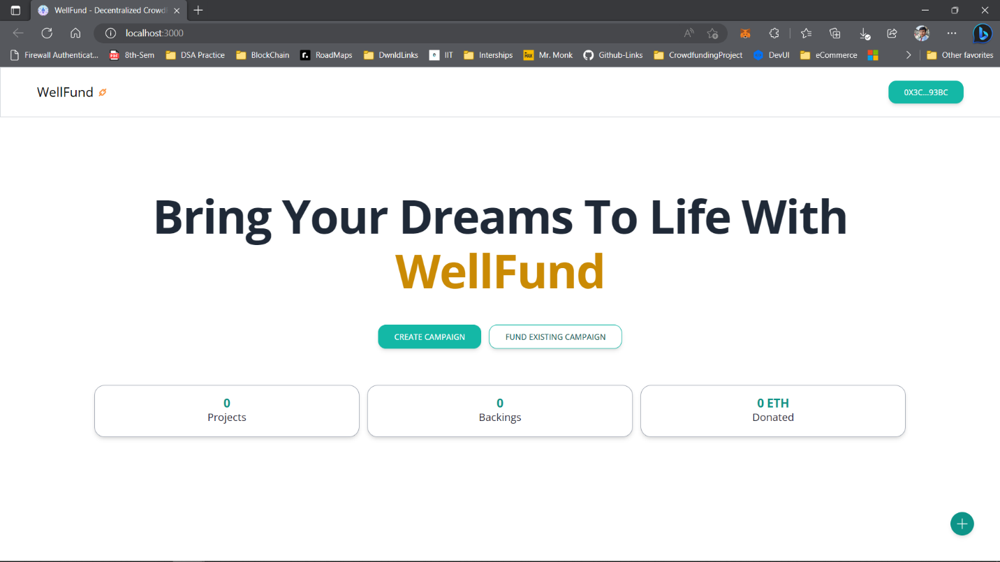 WellFund - Decentralized Crowd
localhost:3000
Firewall Authenticat... 8th-Sem DSA Practice BlockChain RoadMaps DwnldLinks IIT Interships Mr. Monk Github-Links CrowdfundingProject DevUI eCommerce Other favorites
WellFund 0X3C...93BC
Bring Your Dreams To Life With
WellFund
CREATE CAMPAIGN FUND EXISTING CAMPAIGN
0 0 0 ETH
Projects Backings Donated